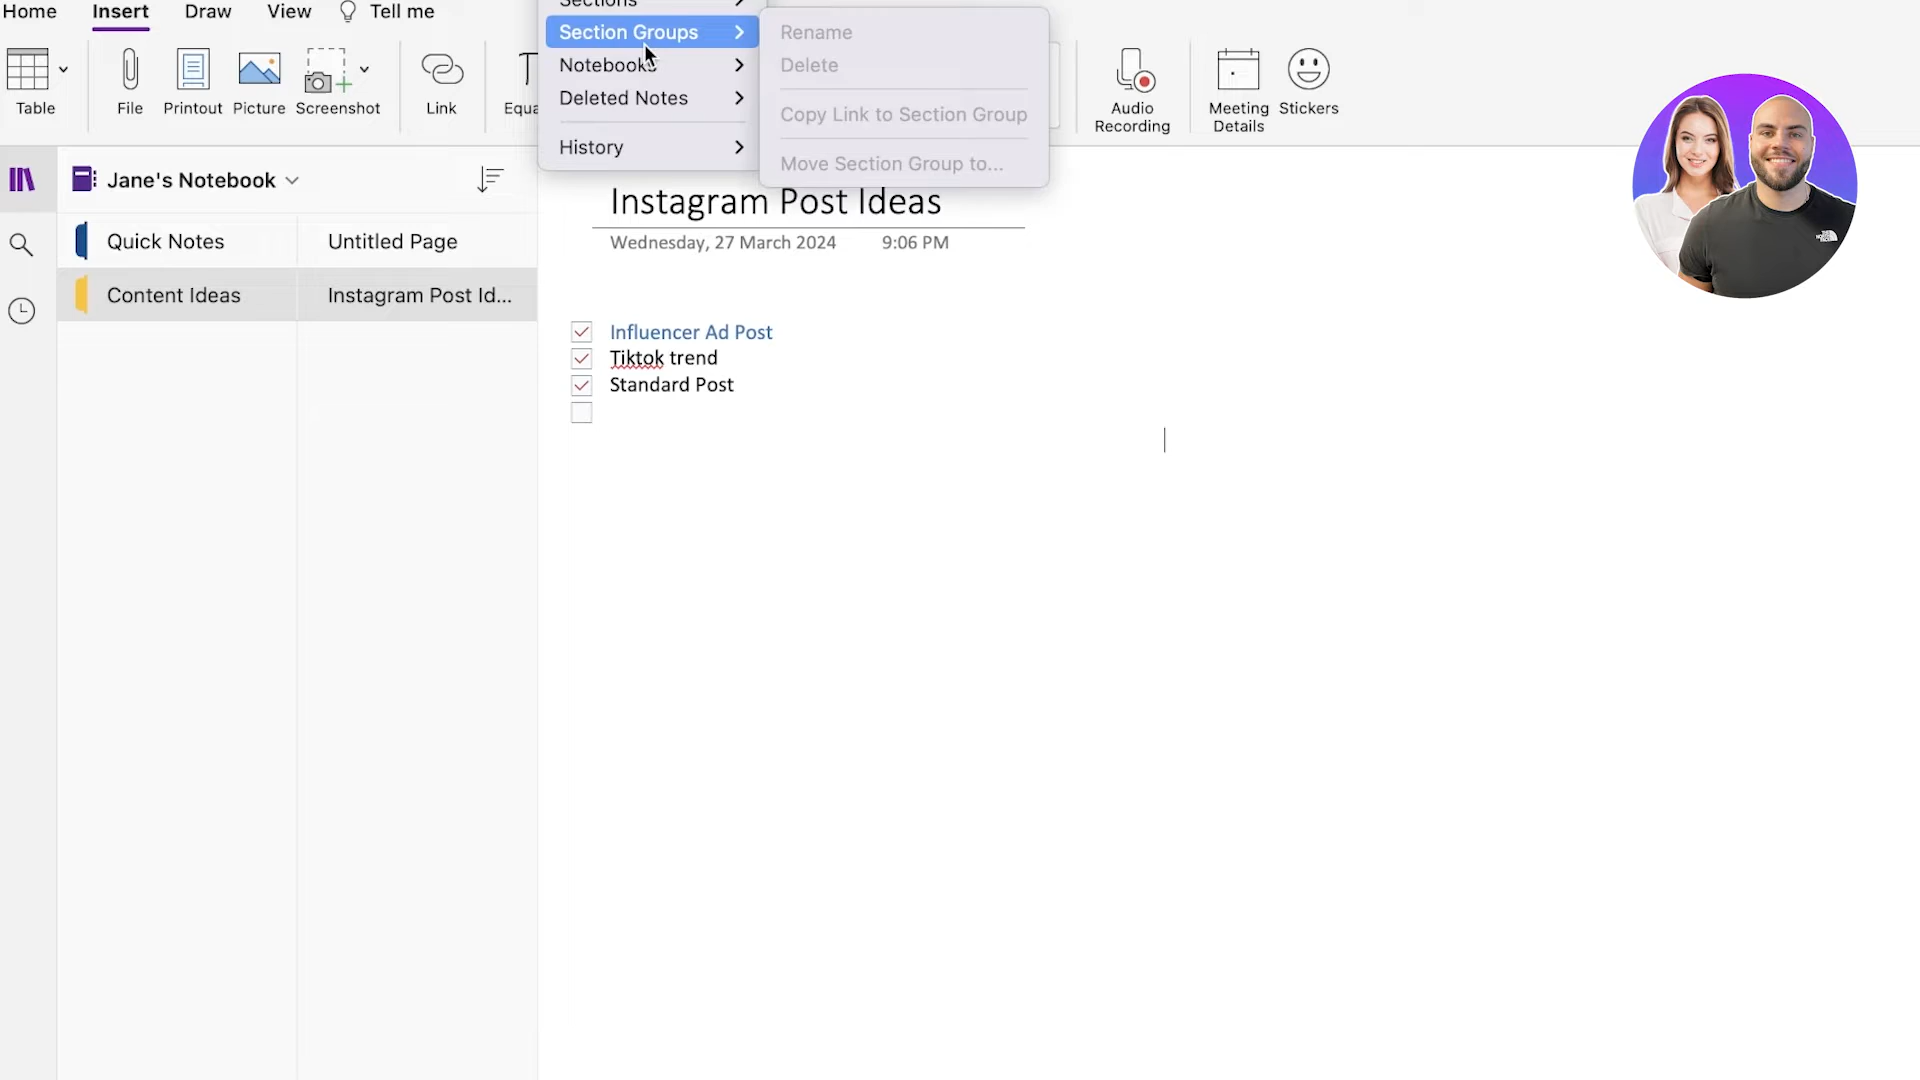 Home Insert Draw View Tell me
Sections
Section Groups
Notebooks
Deleted Notes
History
Rename
Delete
Copy Link to Section Group
Move Section Group to...
Table
File
Printout
Picture
Screenshot
Link
Equa
Audio
Recording
Meeting
Details
Stickers
Jane's Notebook
Quick Notes
Content Ideas
Untitled Page
Instagram Post Id...
Instagram Post Ideas
Wednesday, 27 March 2024 9:06 PM
Influencer Ad Post
Tiktok trend
Standard Post